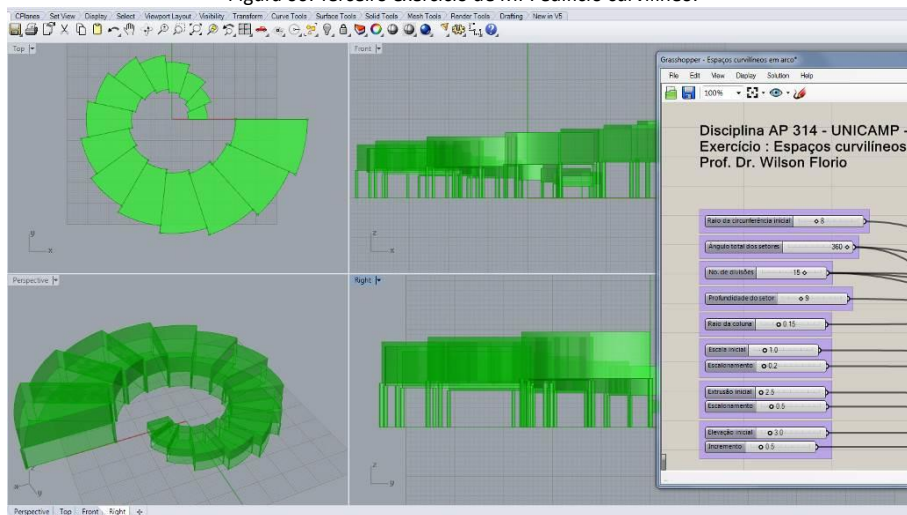 Figura 60: Terceiro exercício do M.P. edifício curvilíneo.
CPlanes Set View Display Select Viewport Layout Visibility Transform Curve Tools Surface Tools Solid Tools Mesh Tools Render Tools Drafting New in V5
Top
Front
Grasshopper - Espaços curvilíneos em arco*
File Edit View Display Solution Help
100%
Disciplina AP 314 - UNICAMP -
Exercício : Espaços curvilíneos
Prof. Dr. Wilson Florio
Raio da circunferência inicial 8
Ângulo total dos setores 360
No. de divisões 15
Profundidade do setor 9
Raio da coluna 0.15
Escala inicial 1.0
Escalonamento 0.2
Extrusão inicial 2.5
Escalonamento 0.5
Elevação inicial 3.0
Incremento 0.5
y
x
Perspective
Right
z
x
y
z
y
Perspective Top Front Right